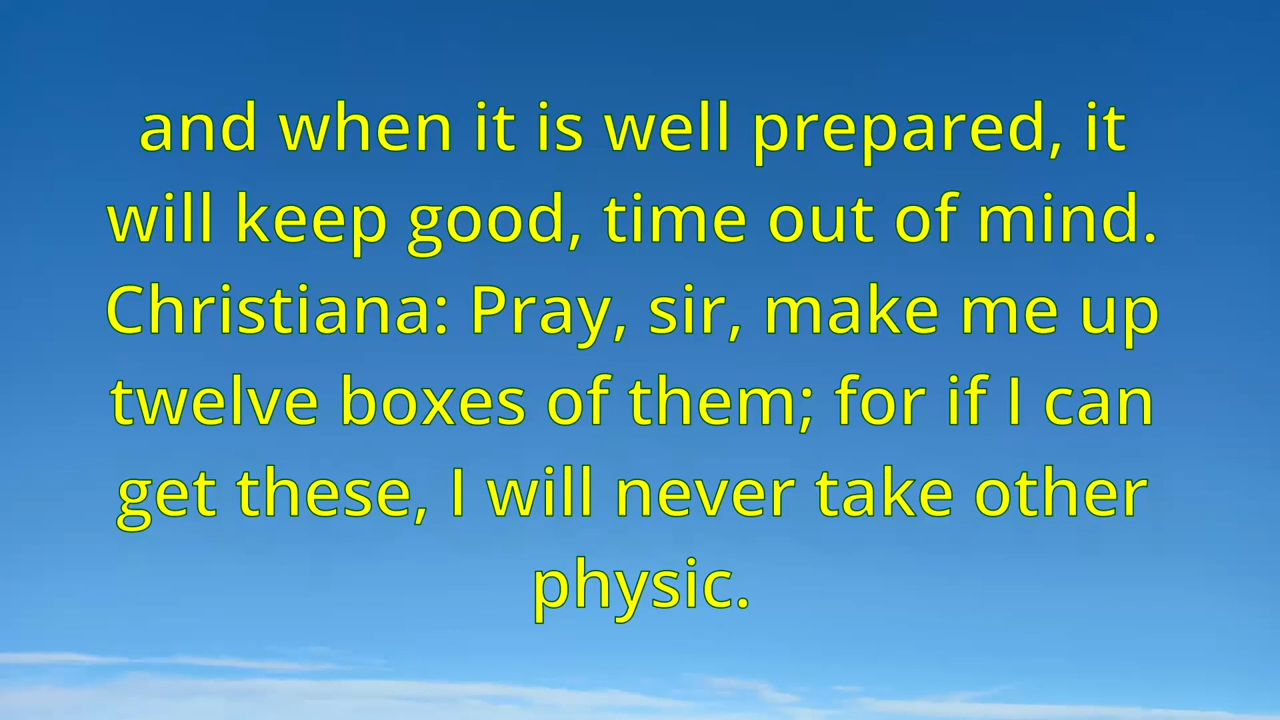 and when it is well prepared, it
will keep good, time out of mind.
Christiana: Pray, sir, make me up
twelve boxes of them; for if I can
get these, I will never take other
physic.